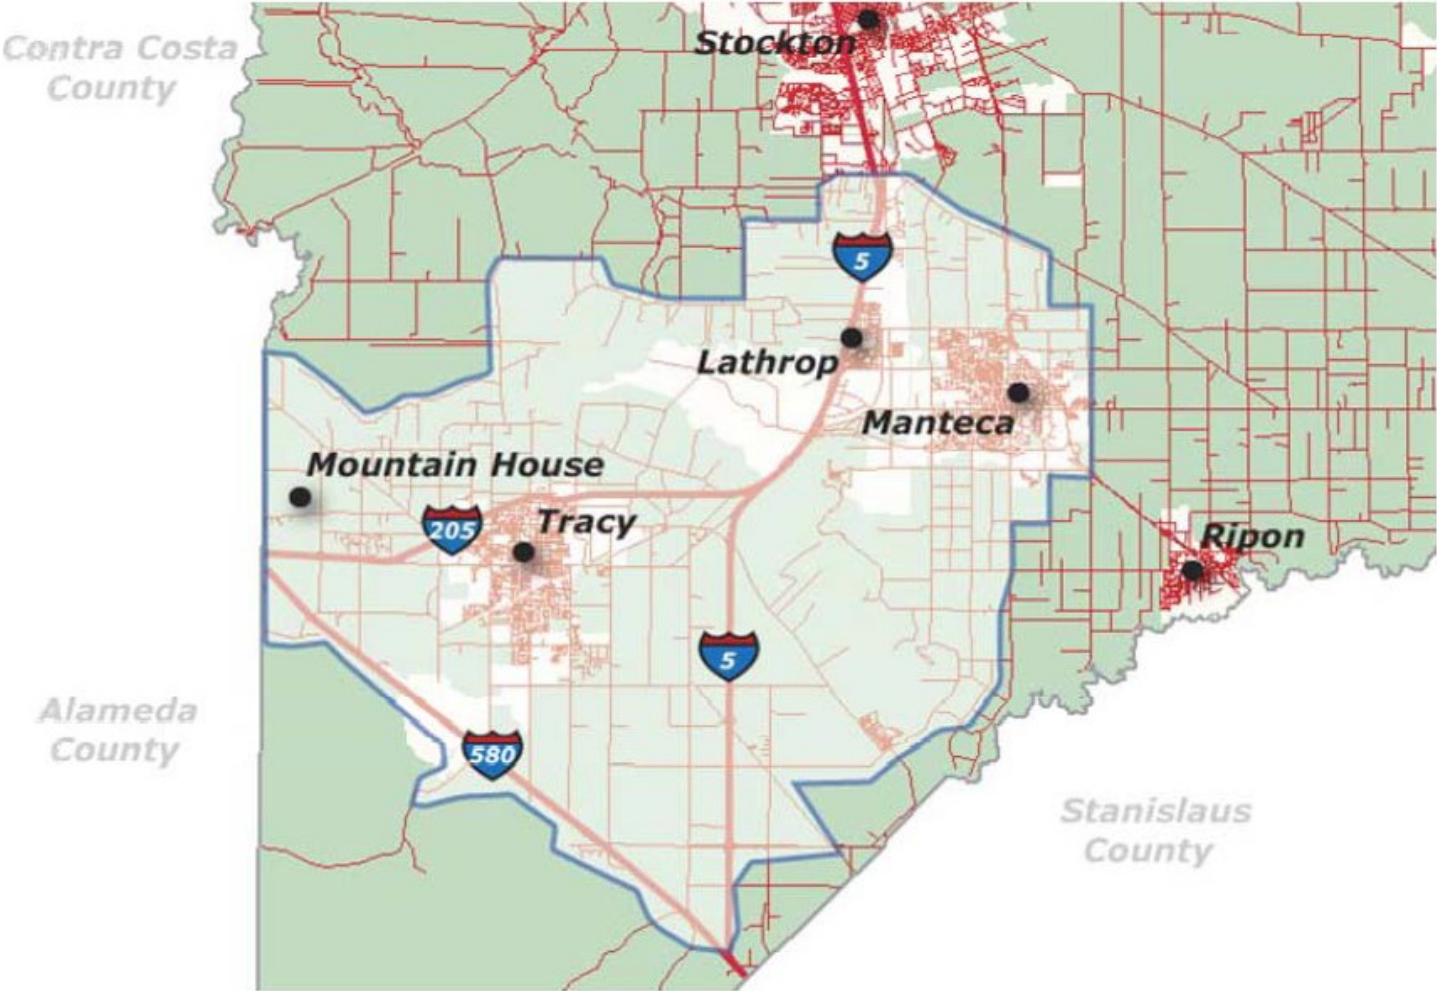 Contra Costa
County
Stockton
5
Lathrop
Manteca
Mountain House
205
Tracy
Ripon
5
Alameda
County
580
Stanislaus
County